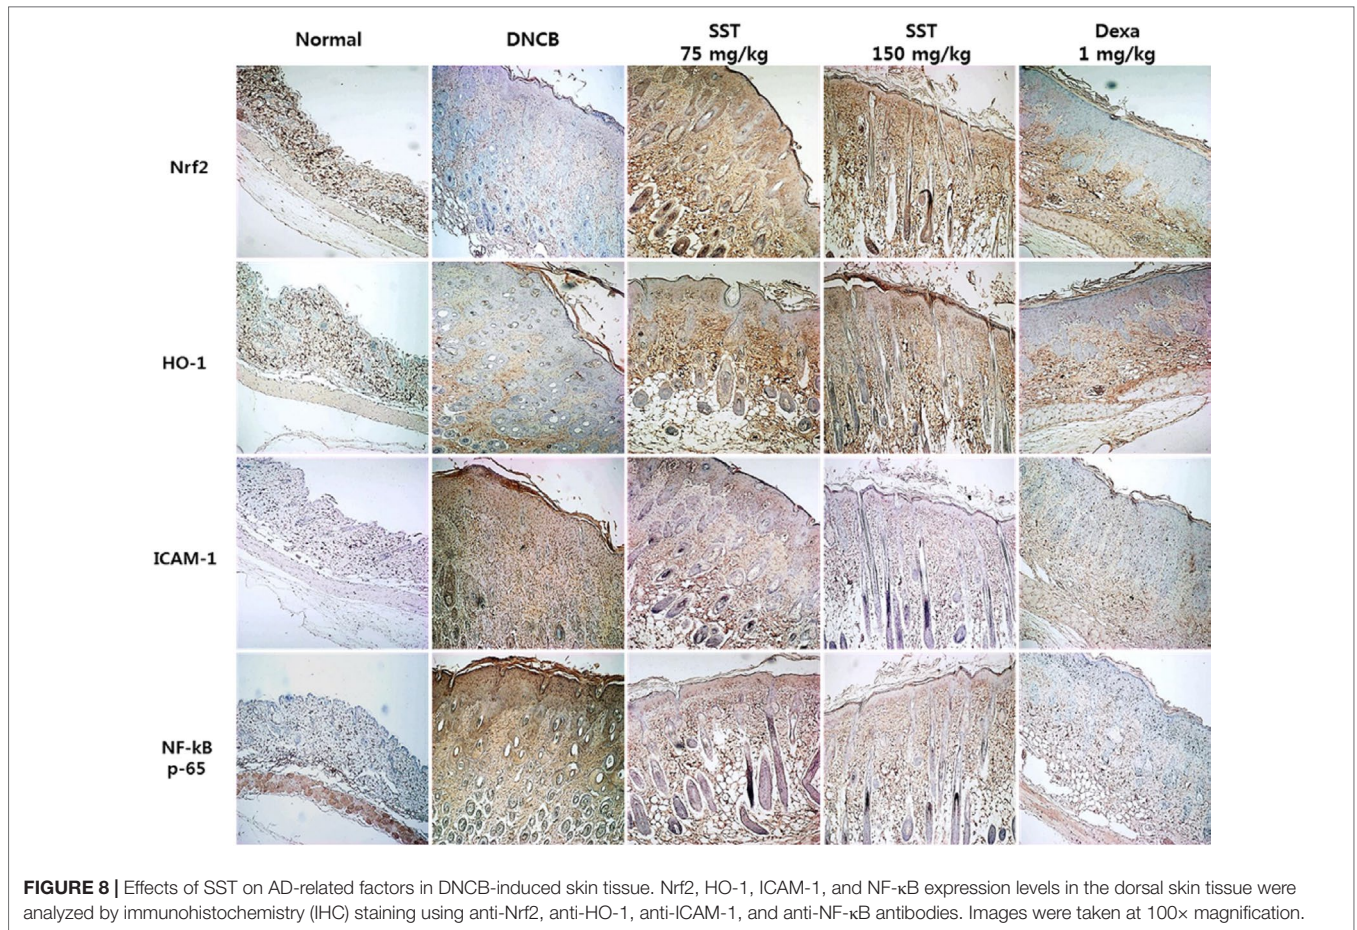 Normal
DNCB
SST
75 mg/kg
SST
150 mg/kg
Dexa
1 mg/kg
Nrf2
HO-1
ICAM-1
NF-kB
p-65
FIGURE 8 | Effects of SST on AD-related factors in DNCB-induced skin tissue. Nrf2, HO-1, ICAM-1, and NF-κB expression levels in the dorsal skin tissue were
analyzed by immunohistochemistry (IHC) staining using anti-Nrf2, anti-HO-1, anti-ICAM-1, and anti-NF-κB antibodies. Images were taken at 100× magnification.